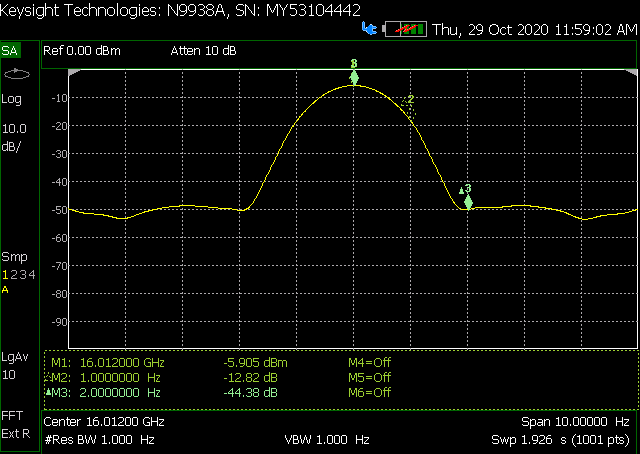 Keysight Technologies: N9938A, SN: MY53104442
Thu, 29 Oct 2020 11:59:02 AM
SA Ref 0.00 dBm Atten 10 dB
Log
10.0
dB/
Smp
1234
A
LgAv
10
FFT
Ext R
3
2
3
-10
-20
-30
-40
-50
-60
-70
-80
-90
M1: 16.012000 GHz -5.905 dBm M4=Off
M2: 1.0000000 Hz -12.82 dB M5=Off
M3: 2.0000000 Hz -44.38 dB M6=Off
Center 16.01200 GHz Span 10.00000 Hz
#Res BW 1.000 Hz VBW 1.000 Hz Swp 1.926 s (1001 pts)